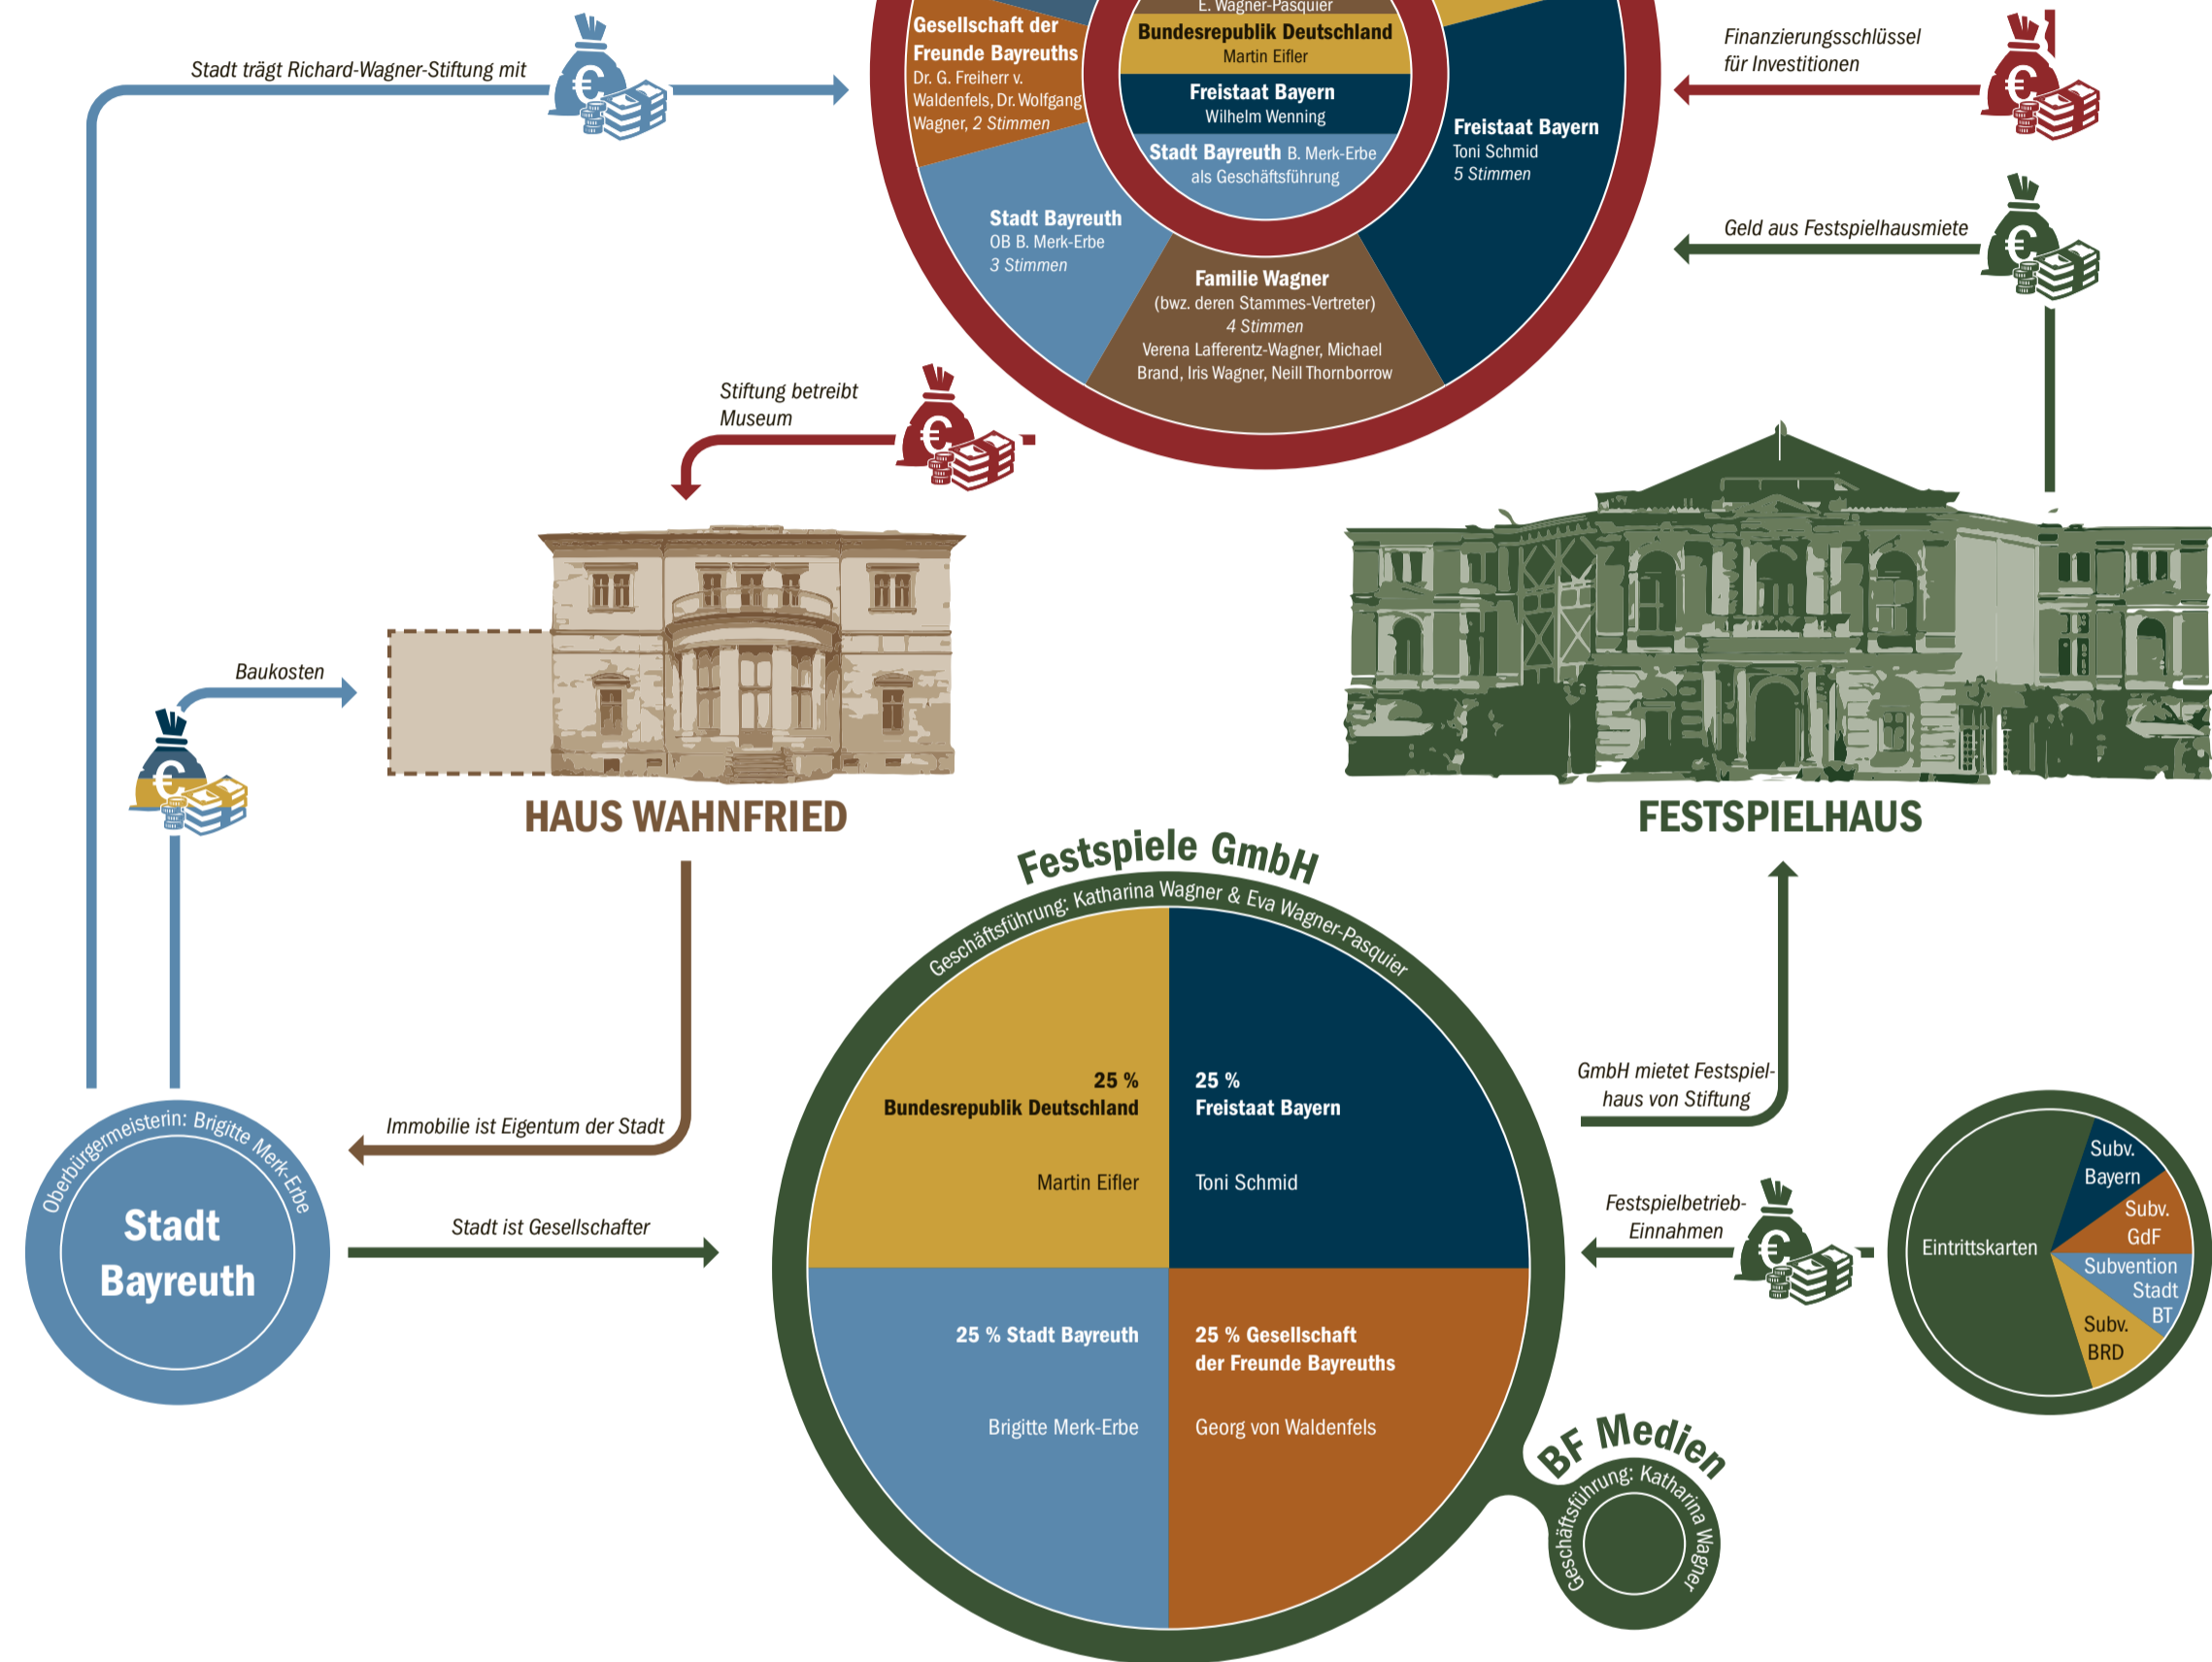 E. Wagner-Pasquier
Bundesrepublik Deutschland
Martin Eifler
Freistaat Bayern
Wilhelm Wenning
Stadt Bayreuth B. Merk-Erbe
als Geschäftsführung
Gesellschaft der
Freunde Bayreuths
Dr. G. Freiherr v.
Waldenfels, Dr. Wolfgang
Wagner, 2 Stimmen
Stadt Bayreuth
OB B. Merk-Erbe
3 Stimmen
Familie Wagner
(bwz. deren Stammes-Vertreter)
4 Stimmen
Verena Lafferentz-Wagner, Michael
Brand, Iris Wagner, Neill Thornborrow
Freistaat Bayern
Toni Schmid
5 Stimmen
Stadt trägt Richard-Wagner-Stiftung mit
€
Finanzierungsschlüssel
für Investitionen
€
Geld aus Festspielhausmiete
€
Stiftung betreibt
Museum
€
Baukosten
€
HAUS WAHNFRIED
FESTSPIELHAUS
Festspiele GmbH
Geschäftsführung: Katharina Wagner & Eva Wagner-Pasquier
25 %
Bundesrepublik Deutschland
Martin Eifler
25 %
Freistaat Bayern
Toni Schmid
25 % Stadt Bayreuth
Brigitte Merk-Erbe
25 % Gesellschaft
der Freunde Bayreuths
Georg von Waldenfels
Immobilie ist Eigentum der Stadt
Stadt ist Gesellschafter
Oberbürgermeisterin: Brigitte Merk-Erbe
Stadt
Bayreuth
GmbH mietet Festspiel-
haus von Stiftung
Festspielbetrieb-
Einnahmen
€
Eintrittskarten
Subv.
Bayern
Subv.
GdF
Subvention
Stadt
BT
Subv.
BRD
BF Medien
Geschäftsführung: Katharina Wagner